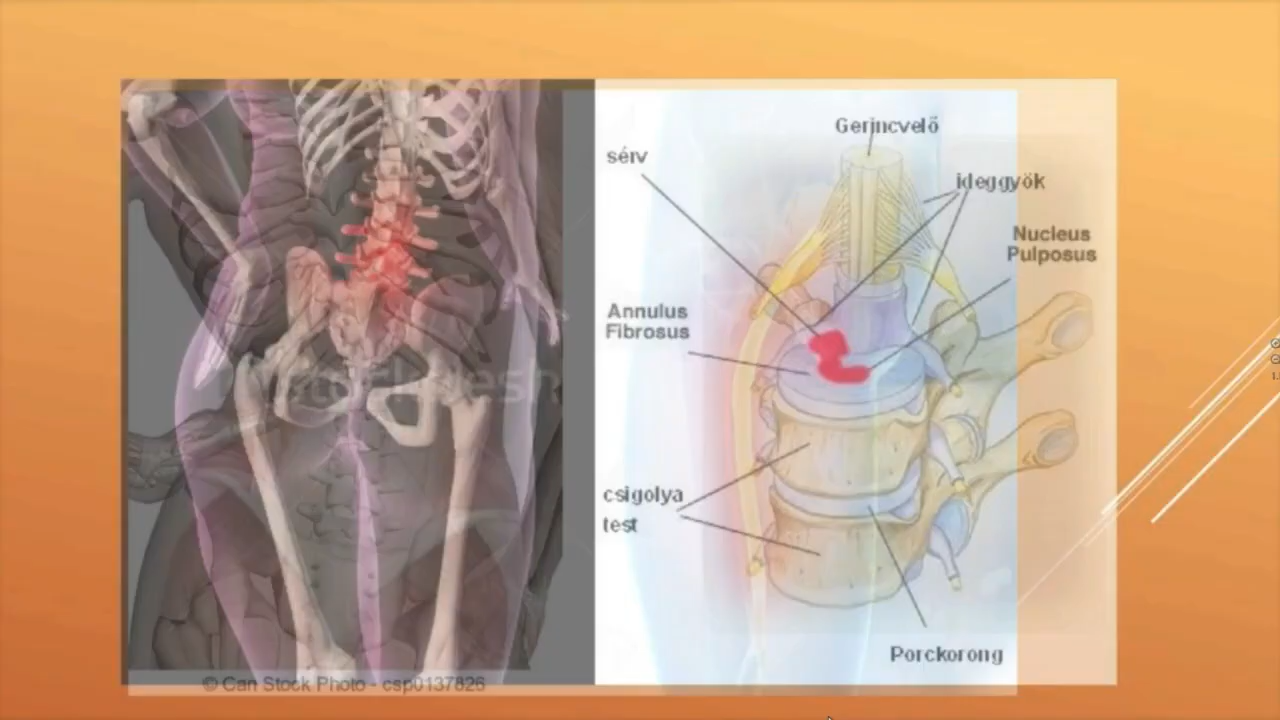 Gerincvelő
sérv
ideggyök
Nucleus
Pulposus
Annulus
Fibrosus
csigolya
test
Porckorong
© Can Stock Photo - csp0137826